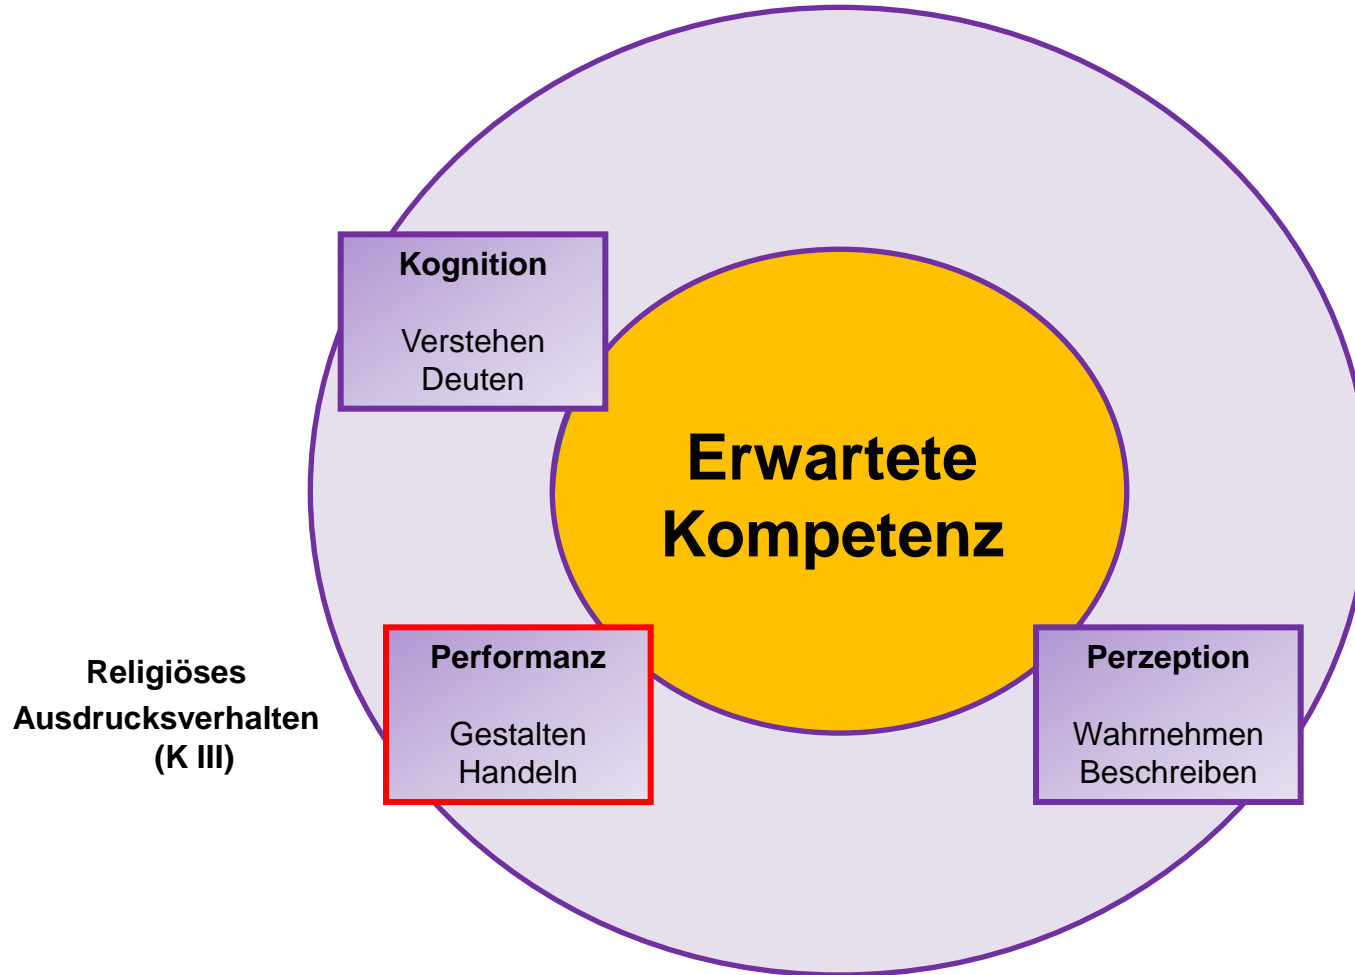 Kognition
Verstehen
Deuten
Erwartete
Kompetenz
Religiöses
Ausdrucksverhalten
(K III)
Performanz
Gestalten
Handeln
Perzeption
Wahrnehmen
Beschreiben